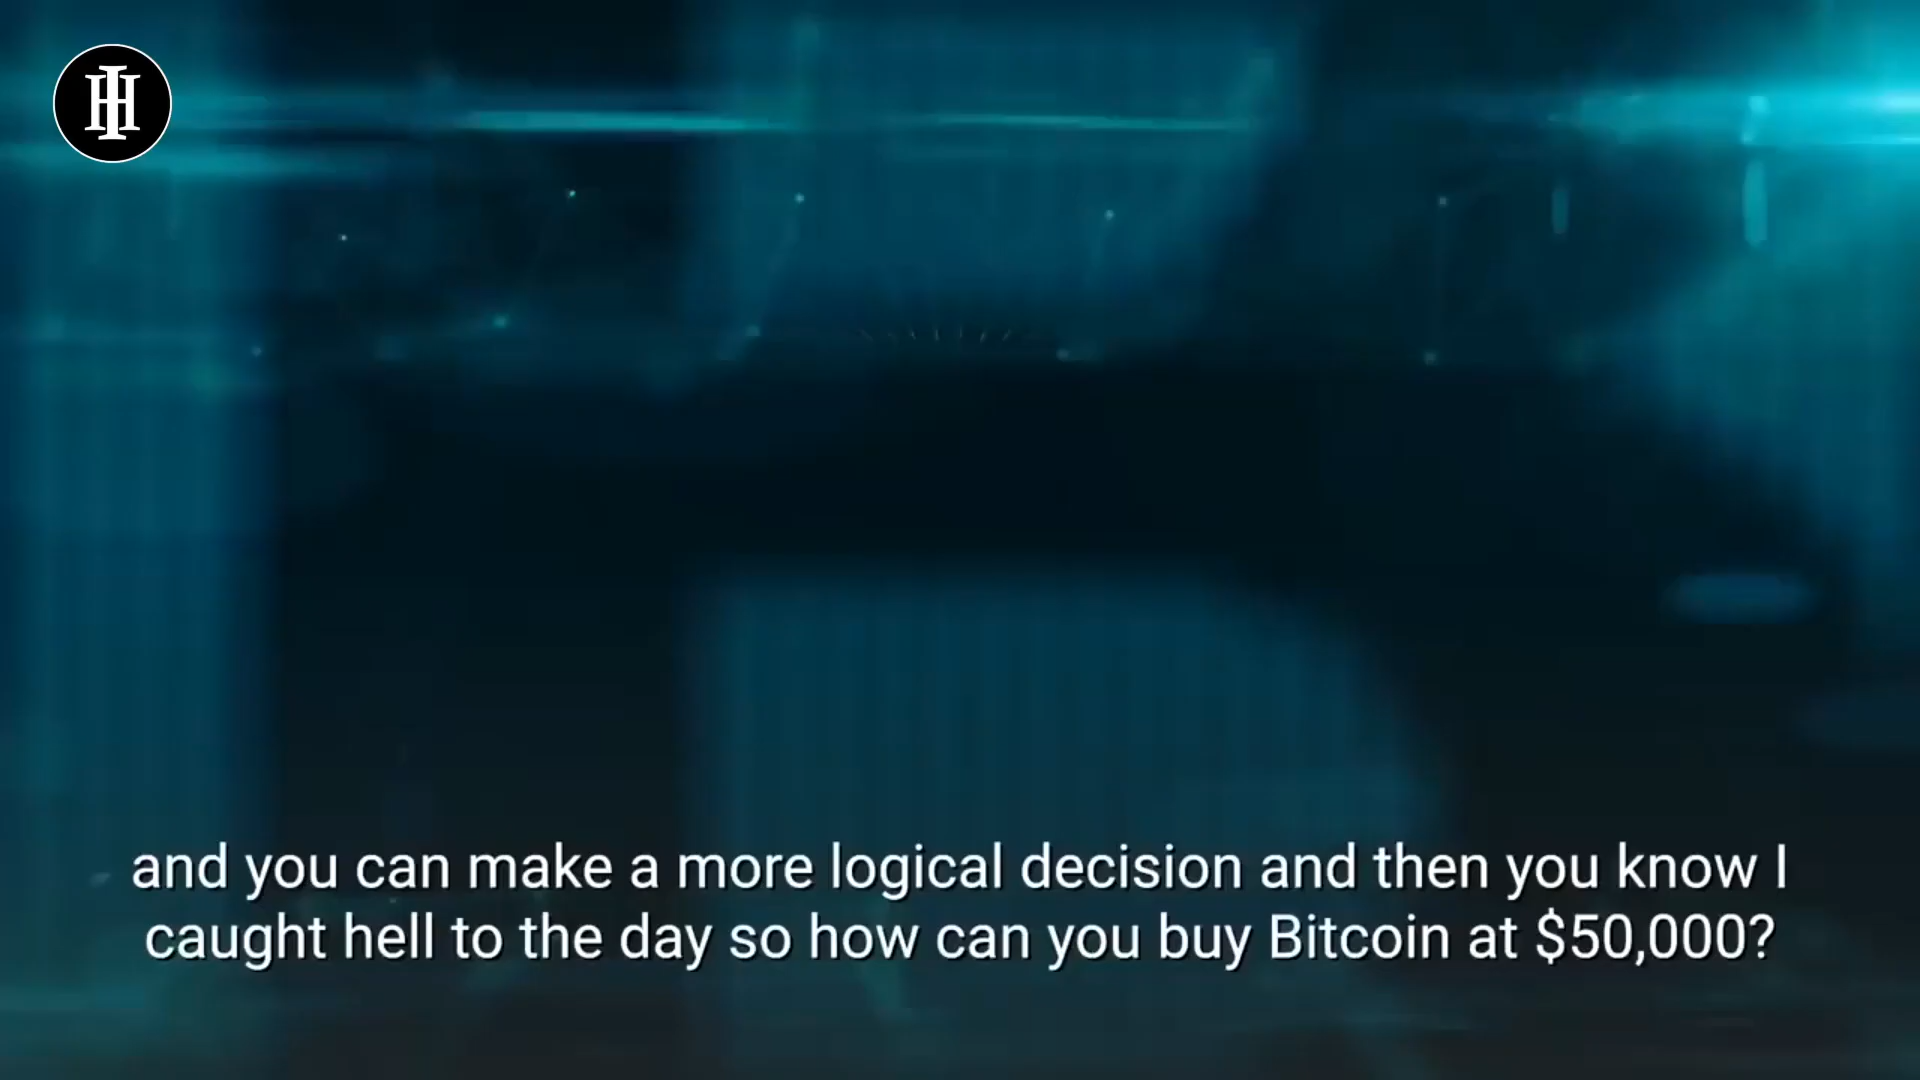 and you can make a more logical decision and then you know I
caught hell to the day so how can you buy Bitcoin at $50,000?